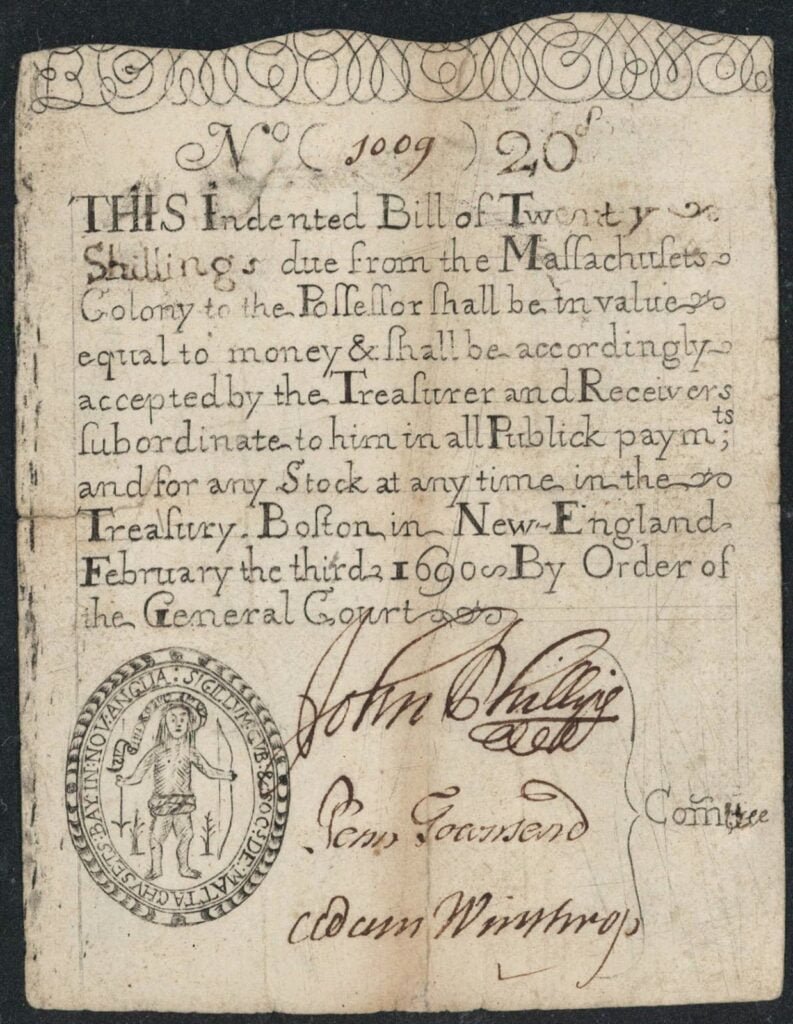 No (1009) 20s
THIS Indented Bill of Twenty
Shillings due from the Maſſachuſets
Colony to the Poſſeſſor ſhall be in value
equal to money & ſhall be accordingly
accepted by the Treaſurer and Receivers
ſubordinate to him in all Publick paymts;
and for any Stock at any time in the
Treaſury. Boſton in New-England
February the third 1690 By Order of
the General Court
SIGILLUM: GVB: & SOC: DE: MATTACHVSETS: BAY: IN: NOV: ANGLIA:
John Phillips
Penn Townsend
Adam Winthrop
Comttee